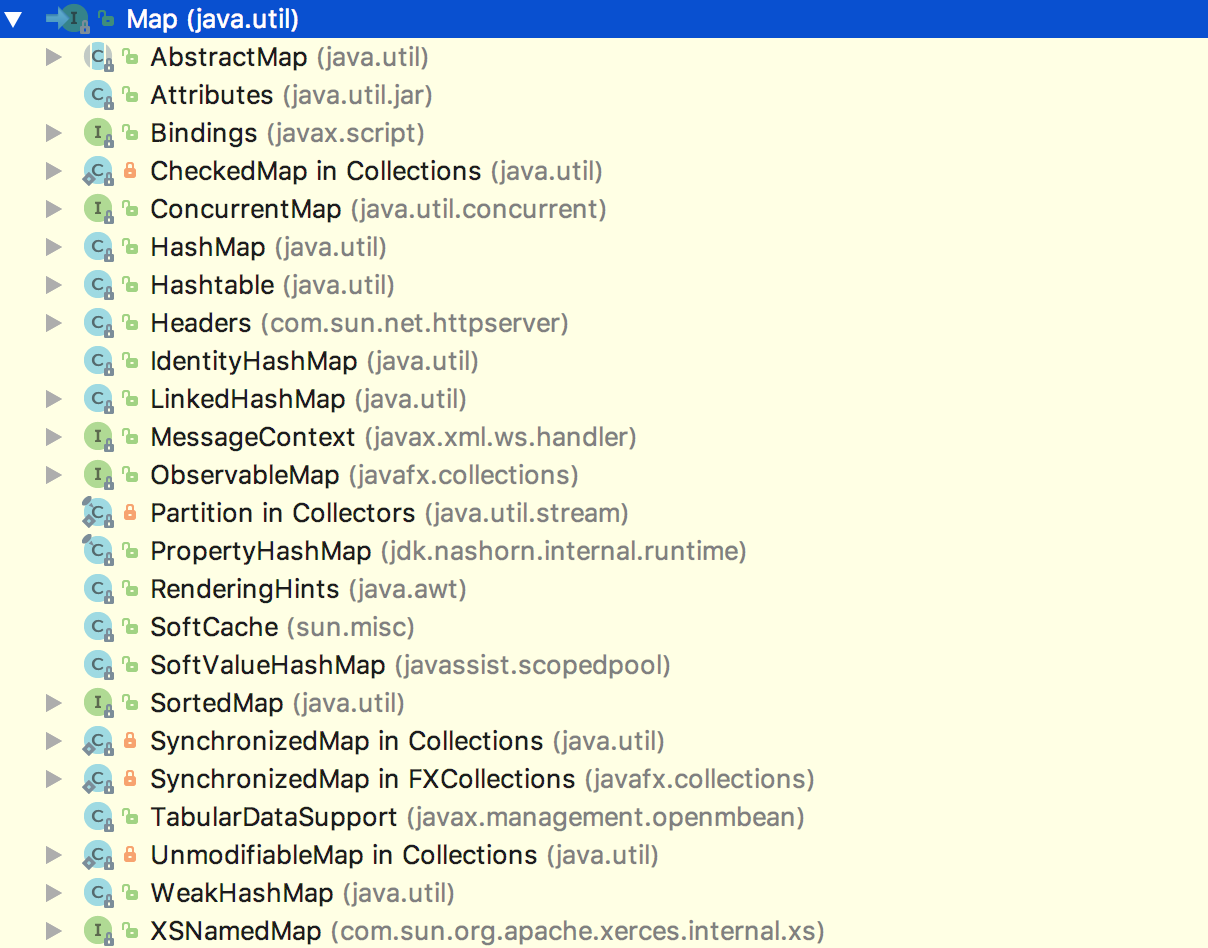 Map (java.util)
AbstractMap (java.util)
Attributes (java.util.jar)
Bindings (javax.script)
CheckedMap in Collections (java.util)
ConcurrentMap (java.util.concurrent)
HashMap (java.util)
Hashtable (java.util)
Headers (com.sun.net.httpserver)
IdentityHashMap (java.util)
LinkedHashMap (java.util)
MessageContext (javax.xml.ws.handler)
ObservableMap (javafx.collections)
Partition in Collectors (java.util.stream)
PropertyHashMap (jdk.nashorn.internal.runtime)
RenderingHints (java.awt)
SoftCache (sun.misc)
SoftValueHashMap (javassist.scopedpool)
SortedMap (java.util)
SynchronizedMap in Collections (java.util)
SynchronizedMap in FXCollections (javafx.collections)
TabularDataSupport (javax.management.openmbean)
UnmodifiableMap in Collections (java.util)
WeakHashMap (java.util)
XSNamedMap (com.sun.org.apache.xerces.internal.xs)